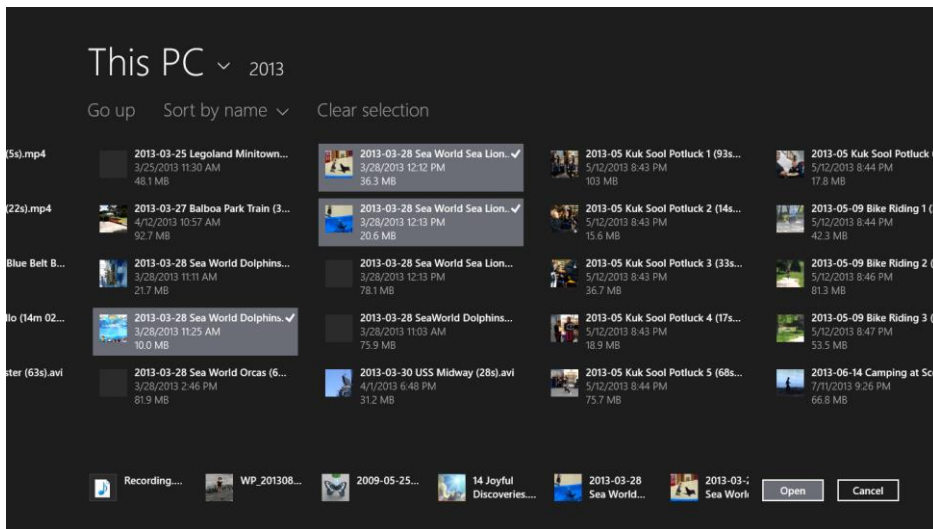 This PC 2013
Go up Sort by name Clear selection
(5s).mp4
(22s).mp4
Blue Belt B...
llo (14m 02...
ster (63s).avi
2013-03-25 Legoland Minitown...
3/25/2013 11:30 AM
48.1 MB
2013-03-27 Balboa Park Train (3...
4/12/2013 10:57 AM
92.7 MB
2013-03-28 Sea World Dolphins...
3/28/2013 11:11 AM
21.7 MB
2013-03-28 Sea World Dolphins..
3/28/2013 11:25 AM
10.0 MB
2013-03-28 Sea World Orcas (6...
3/28/2013 2:46 PM
81.9 MB
2013-03-28 Sea World Sea Lion..
3/28/2013 12:12 PM
36.3 MB
2013-03-28 Sea World Sea Lion..
3/28/2013 12:13 PM
20.6 MB
2013-03-28 Sea World Sea Lion...
3/28/2013 12:13 PM
78.1 MB
2013-03-28 SeaWorld Dolphins...
3/28/2013 11:03 AM
75.9 MB
2013-03-30 USS Midway (28s).avi
4/1/2013 6:48 PM
31.2 MB
2013-05 Kuk Sool Potluck 1 (93s...
5/12/2013 8:43 PM
103 MB
2013-05 Kuk Sool Potluck 2 (14s...
5/12/2013 8:43 PM
15.6 MB
2013-05 Kuk Sool Potluck 3 (33s...
5/12/2013 8:43 PM
36.7 MB
2013-05 Kuk Sool Potluck 4 (17s...
5/12/2013 8:43 PM
18.9 MB
2013-05 Kuk Sool Potluck 5 (68s...
5/12/2013 8:44 PM
75.7 MB
2013-05 Kuk Sool Potluck
5/12/2013 8:44 PM
17.8 MB
2013-05-09 Bike Riding 1 (
5/12/2013 8:44 PM
42.3 MB
2013-05-09 Bike Riding 2 (
5/12/2013 8:46 PM
81.3 MB
2013-05-09 Bike Riding 3 (
5/12/2013 8:47 PM
53.5 MB
2013-06-14 Camping at Sc
7/11/2013 9:26 PM
66.8 MB
Recording....
WP_201308...
2009-05-25...
14 Joyful
Discoveries....
2013-03-28
Sea World...
2013-03-
Sea Worl
Open
Cancel